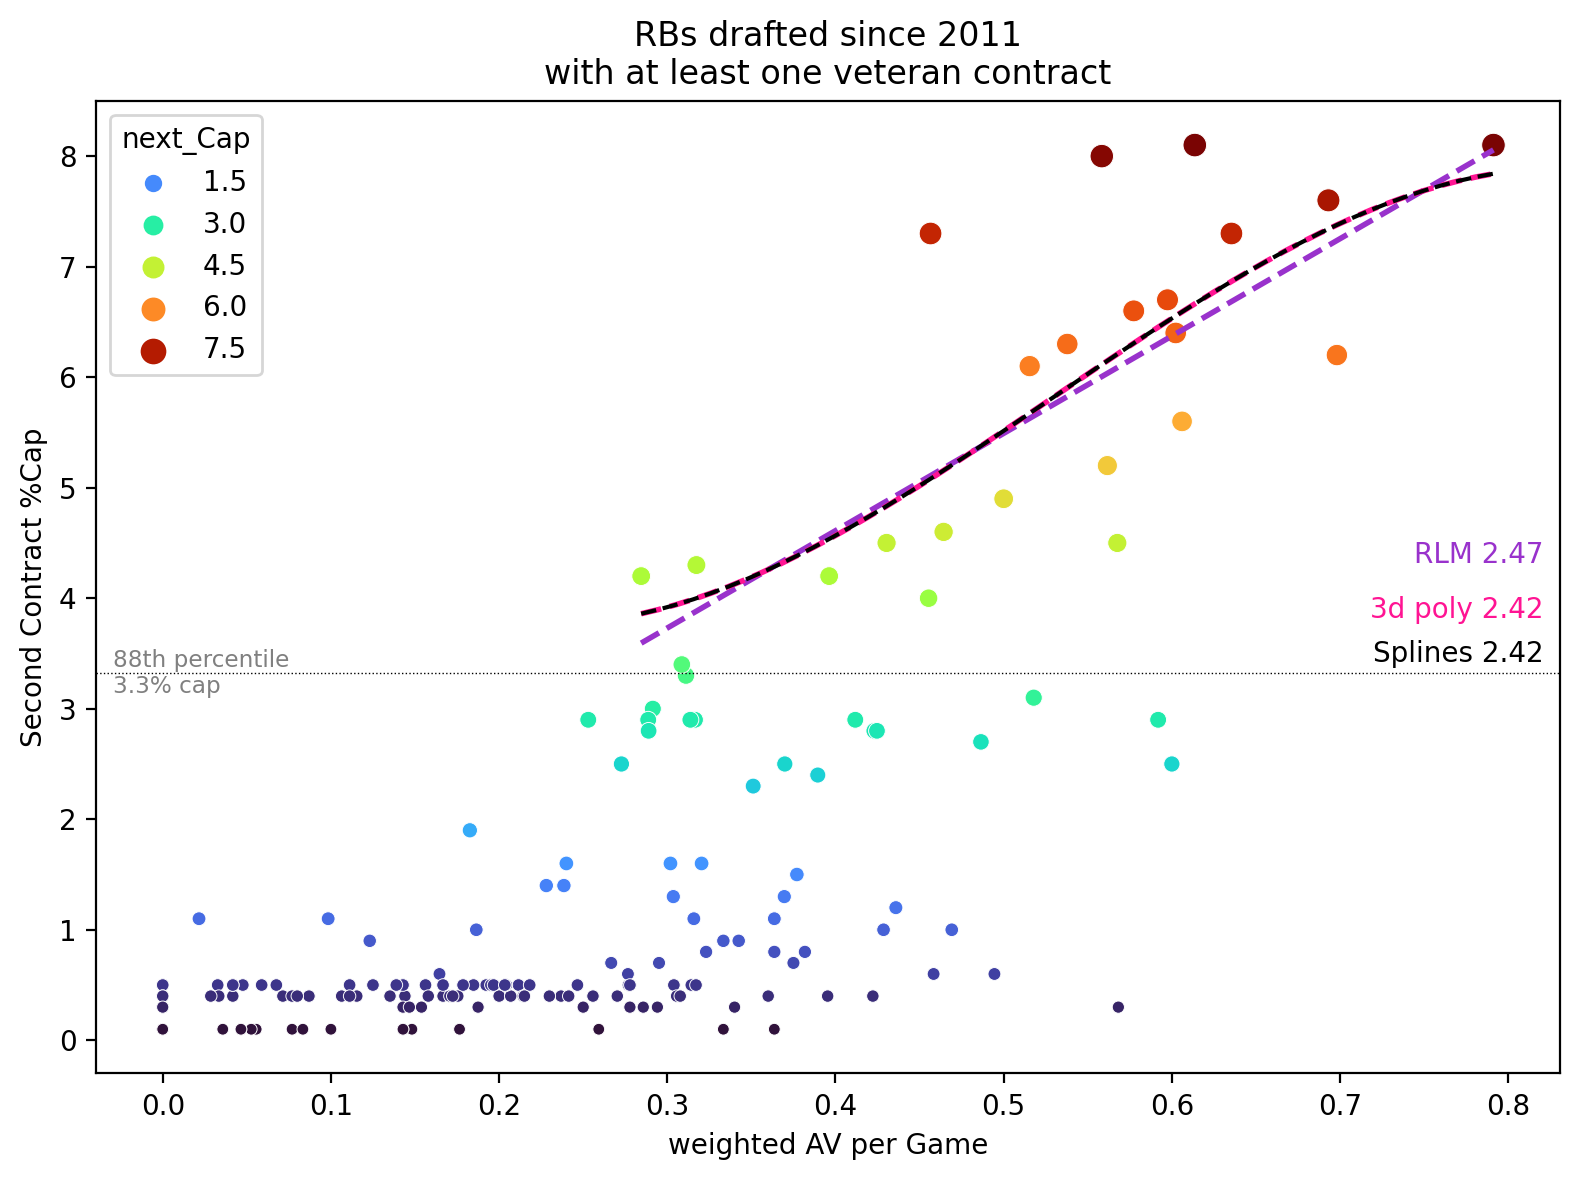 RBs drafted since 2011
with at least one veteran contract
next_Cap
1.5
3.0
4.5
6.0
7.5
Second Contract %Cap
8
7
6
5
4
3
2
1
0
88th percentile
3.3% cap
RLM 2.47
3d poly 2.42
Splines 2.42
0.0 0.1 0.2 0.3 0.4 0.5 0.6 0.7 0.8
weighted AV per Game